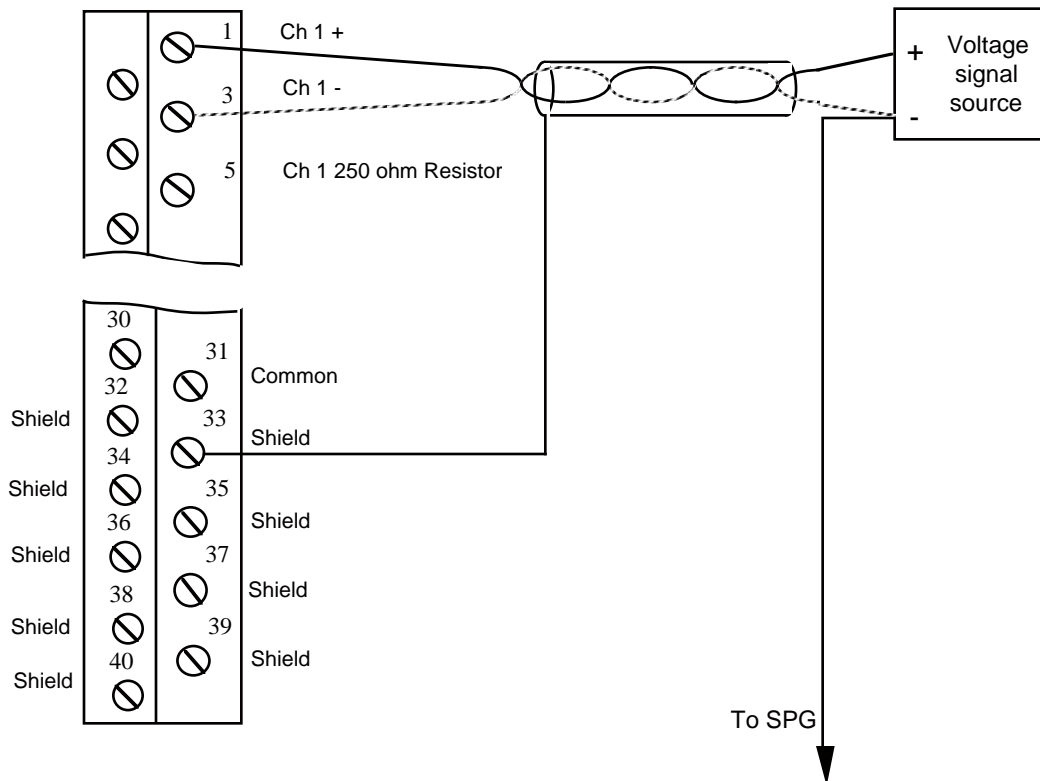 1 Ch 1 +
3 Ch 1 -
5 Ch 1 250 ohm Resistor
+ Voltage
signal
source
-
30
31
Common
32
33
Shield
Shield
34
35
Shield
Shield
36
37
Shield
Shield
38
39
Shield
Shield
40
Shield
To SPG